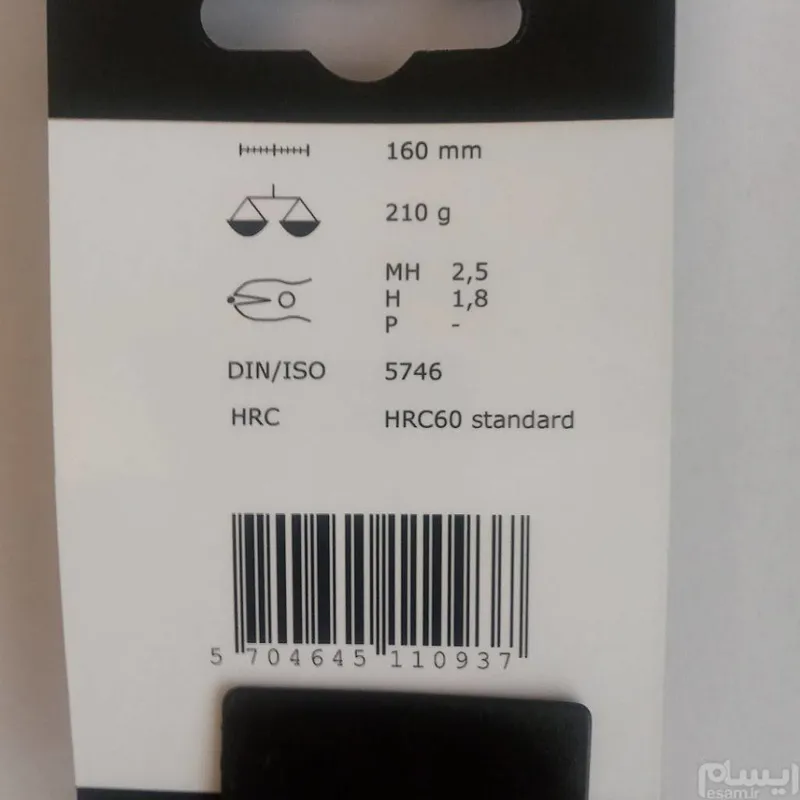 160 mm
210 g
MH 2,5
H 1,8
P -
DIN/ISO 5746
HRC HRC60 standard
5 704645 110937
ایسام
esam.ir